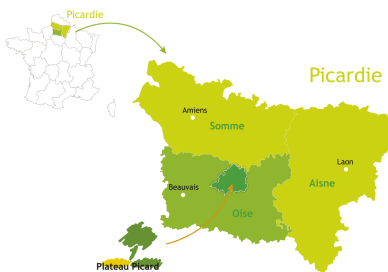 Picardie
Picardie
Amiens
Somme
Laon
Aisne
Beauvais
Oise
Plateau Picard